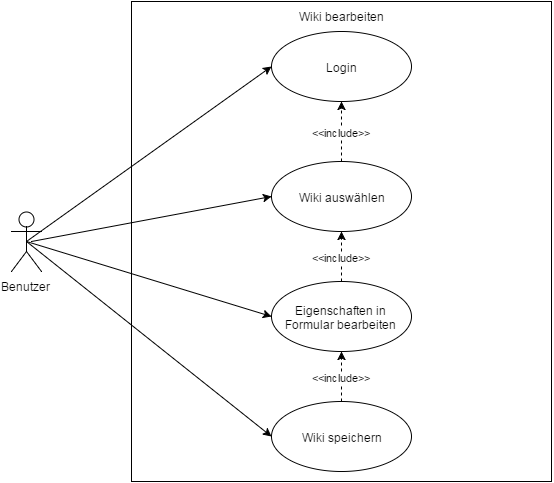 Wiki bearbeiten
Login
<<include>>
Wiki auswählen
<<include>>
Benutzer
Eigenschaften in
Formular bearbeiten
<<include>>
Wiki speichern